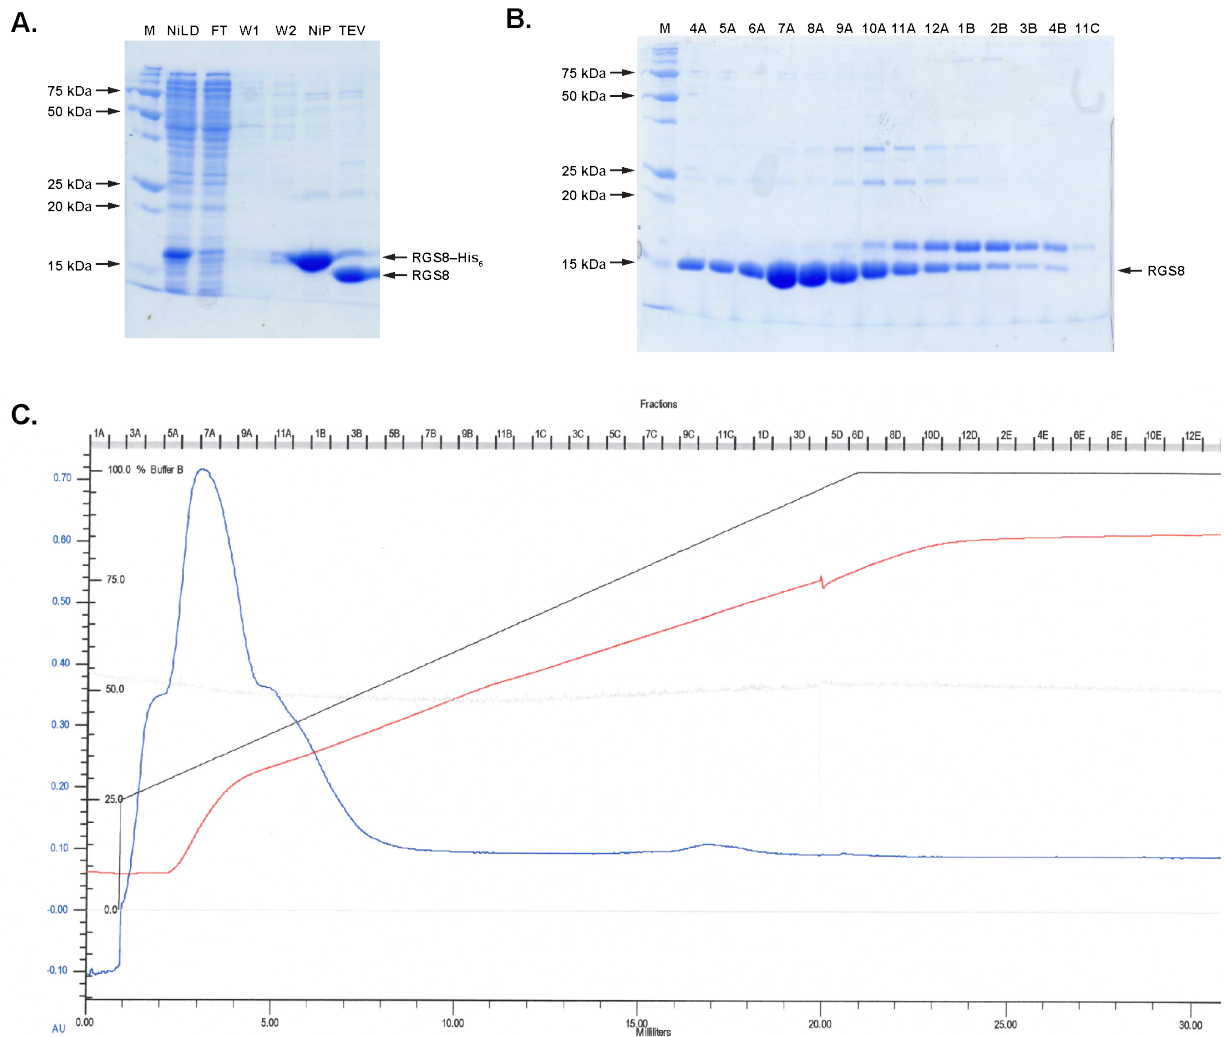 A.
M NiLD FT W1 W2 NiP TEV
75 kDa
50 kDa
25 kDa
20 kDa
15 kDa
RGS8–His6
RGS8
B.
M 4A 5A 6A 7A 8A 9A 10A 11A 12A 1B 2B 3B 4B 11C
75 kDa
50 kDa
25 kDa
20 kDa
15 kDa
RGS8
C.
Fractions
1A 3A 5A 7A 9A 11A 1B 3B 5B 7B 9B 11B 1C 3C 5C 7C 9C 11C 1D 3D 5D 6D 8D 10D 12D 2E 4E 6E 8E 10E 12E
100.0 % Buffer B
0.70
0.60
75.0
0.50
0.40
50.0
0.30
0.20
25.0
0.10
-0.00
0.0
-0.10
AU
0.00 5.00 10.00 15.00 20.00 25.00 30.00
Milliliters